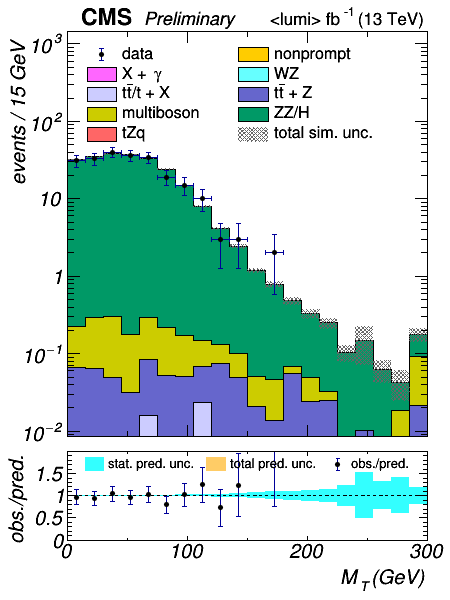 CMS Preliminary <lumi> fb⁻¹ (13 TeV)
events / 15 GeV
10³
10²
10
1
10⁻¹
10⁻²
data
nonprompt
X + γ
WZ
tt̄/t + X
tt̄ + Z
multiboson
ZZ/H
tZq
total sim. unc.
obs./pred.
1.5
1
0.5
0
stat. pred. unc.
total pred. unc.
obs./pred.
0 100 200 300
M_T(GeV)